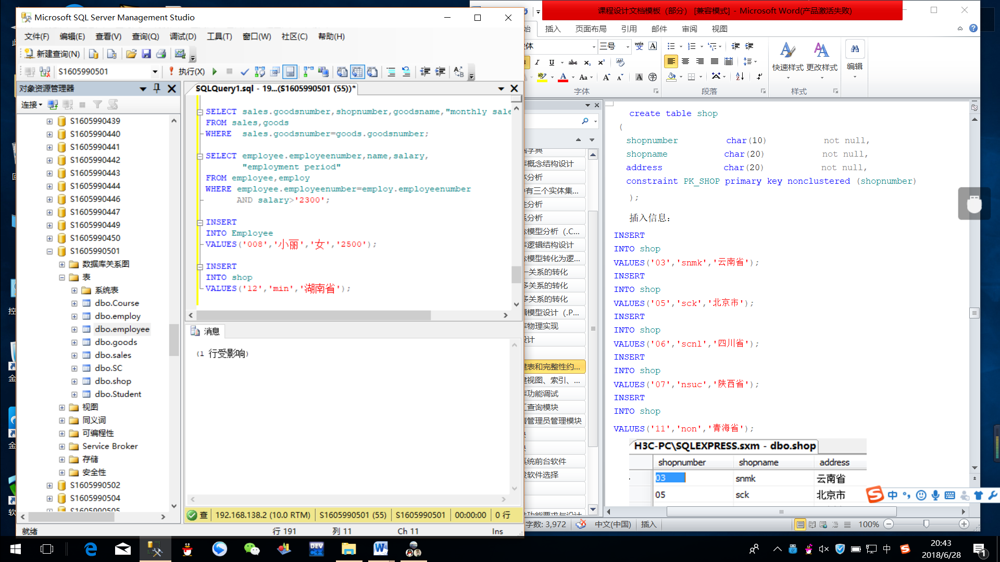 Microsoft SQL Server Management Studio
文件(F) 编辑(E) 查看(V) 查询(Q) 调试(D) 工具(T) 窗口(W) 社区(C) 帮助(H)
新建查询(N)
S1605990501 执行(X)
对象资源管理器
连接
S1605990439
S1605990440
S1605990441
S1605990442
S1605990443
S1605990444
S1605990446
S1605990447
S1605990449
S1605990450
S1605990501
数据库关系图
表
系统表
dbo.Course
dbo.employ
dbo.employee
dbo.goods
dbo.sales
dbo.SC
dbo.shop
dbo.Student
视图
同义词
可编程性
Service Broker
存储
安全性
S1605990502
S1605990504
S1605990505
SQLQuery1.sql - 19...(S1605990501 (55))*
SELECT sales.goodsnumber,shopnumber,goodsname,"monthly sale
FROM sales,goods
WHERE sales.goodsnumber=goods.goodsnumber;
SELECT employee.employeenumber,name,salary,
"employment period"
FROM employee,employ
WHERE employee.employeenumber=employ.employeenumber
AND salary>'2300';
INSERT
INTO Employee
VALUES('008','小丽','女','2500');
INSERT
INTO shop
VALUES('12','min','湖南省');
消息
(1 行受影响)
查 192.168.138.2 (10.0 RTM) S1605990501 (55) S1605990501 00:00:00 0 行
就绪 行 191 列 11 Ch 11 Ins
课程设计文档模板（部分） [兼容模式] - Microsoft Word(产品激活失败)
始 插入 页面布局 引用 邮件 审阅 视图
体 三号
快速样式 更改样式 编辑
字体 段落 样式
字典
概念结构设计
分析
有三个实体集...
分析
分析
模型分析（.C...
逻辑结构设计
模型转化为逻...
一关系的转化
多关系的转化
多关系的转化
模型设计（.P...
物理实现
设计
建表和完整性约...
建视图、索引、...
功能调试
查询模块
管理员管理模块
系统前台软件
软件选择
create table shop
(
shopnumber char(10) not null,
shopname char(20) not null,
address char(20) not null,
constraint PK_SHOP primary key nonclustered (shopnumber)
);
插入信息：
INSERT
INTO shop
VALUES('03','snmk','云南省');
INSERT
INTO shop
VALUES('05','sck','北京市');
INSERT
INTO shop
VALUES('06','scnl','四川省');
INSERT
INTO shop
VALUES('07','nsuc','陕西省');
INSERT
INTO shop
VALUES('11','non','青海省');
H3C-PC\SQLEXPRESS.sxm - dbo.shop
shopnumber shopname address
03 snmk 云南省
05 sck 北京市
字数: 3,972 中文(中国) 插入 100%
中
DEV
中
20:43
2018/6/28
1